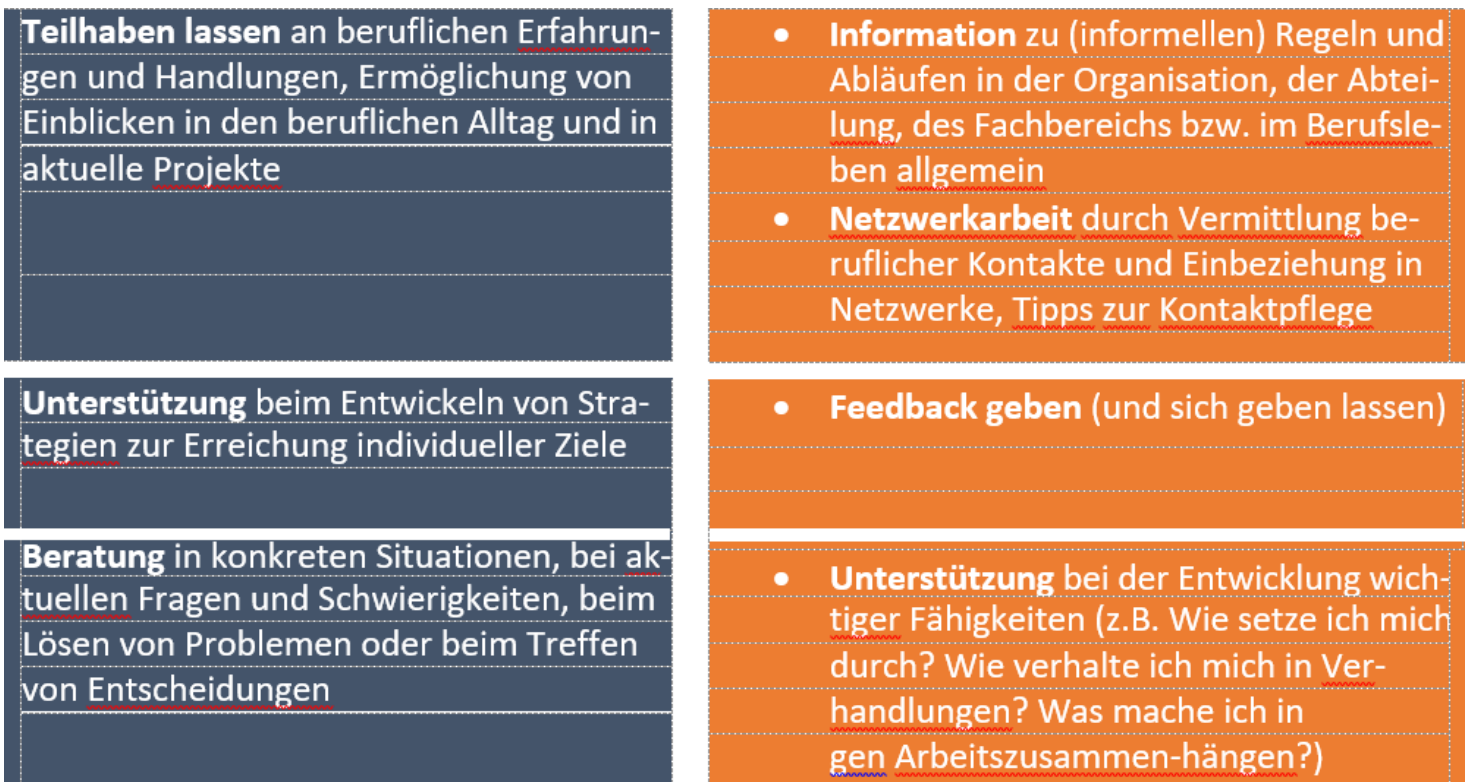 Teilhaben lassen an beruflichen Erfahrun-
gen und Handlungen, Ermöglichung von
Einblicken in den beruflichen Alltag und in
aktuelle Projekte
• Information zu (informellen) Regeln und
Abläufen in der Organisation, der Abtei-
lung, des Fachbereichs bzw. im Berufsle-
ben allgemein
• Netzwerkarbeit durch Vermittlung be-
ruflicher Kontakte und Einbeziehung in
Netzwerke, Tipps zur Kontaktpflege
Unterstützung beim Entwickeln von Stra-
tegien zur Erreichung individueller Ziele
• Feedback geben (und sich geben lassen)
Beratung in konkreten Situationen, bei ak-
tuellen Fragen und Schwierigkeiten, beim
Lösen von Problemen oder beim Treffen
von Entscheidungen
• Unterstützung bei der Entwicklung wich-
tiger Fähigkeiten (z.B. Wie setze ich mich
durch? Wie verhalte ich mich in Ver-
handlungen? Was mache ich in
gen Arbeitszusammen-hängen?)